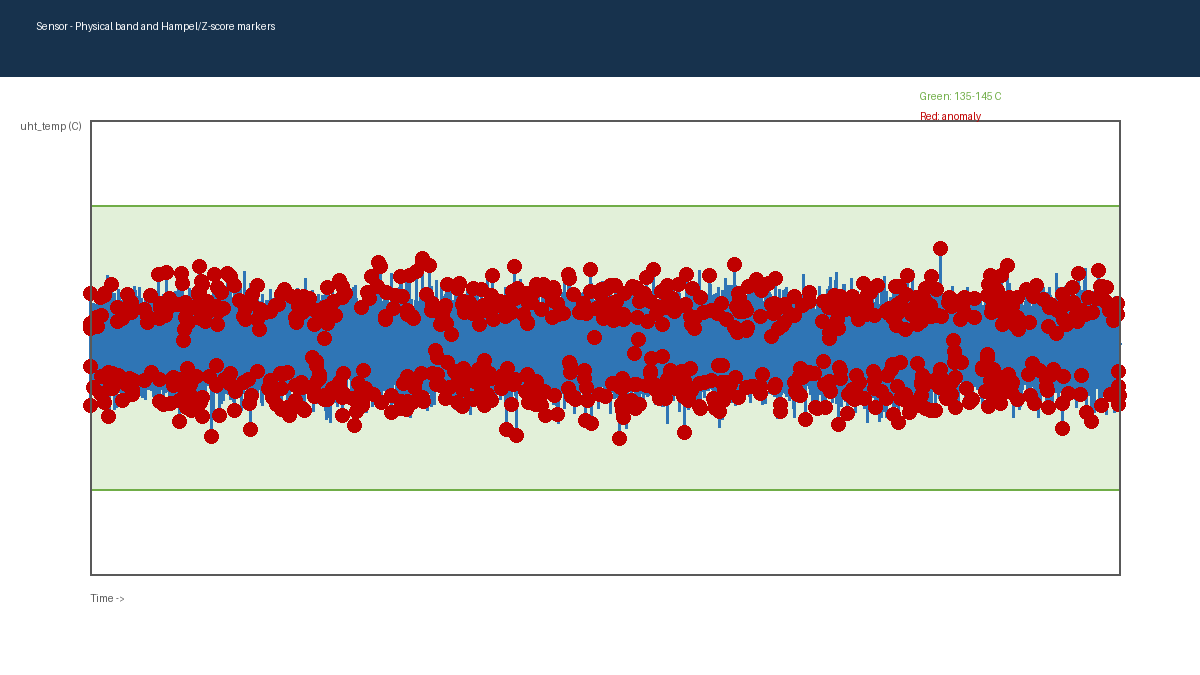 Sensor - Physical band and Hampel/Z-score markers
Green: 135-145 C
Red: anomaly
uht_temp (C)
Time ->